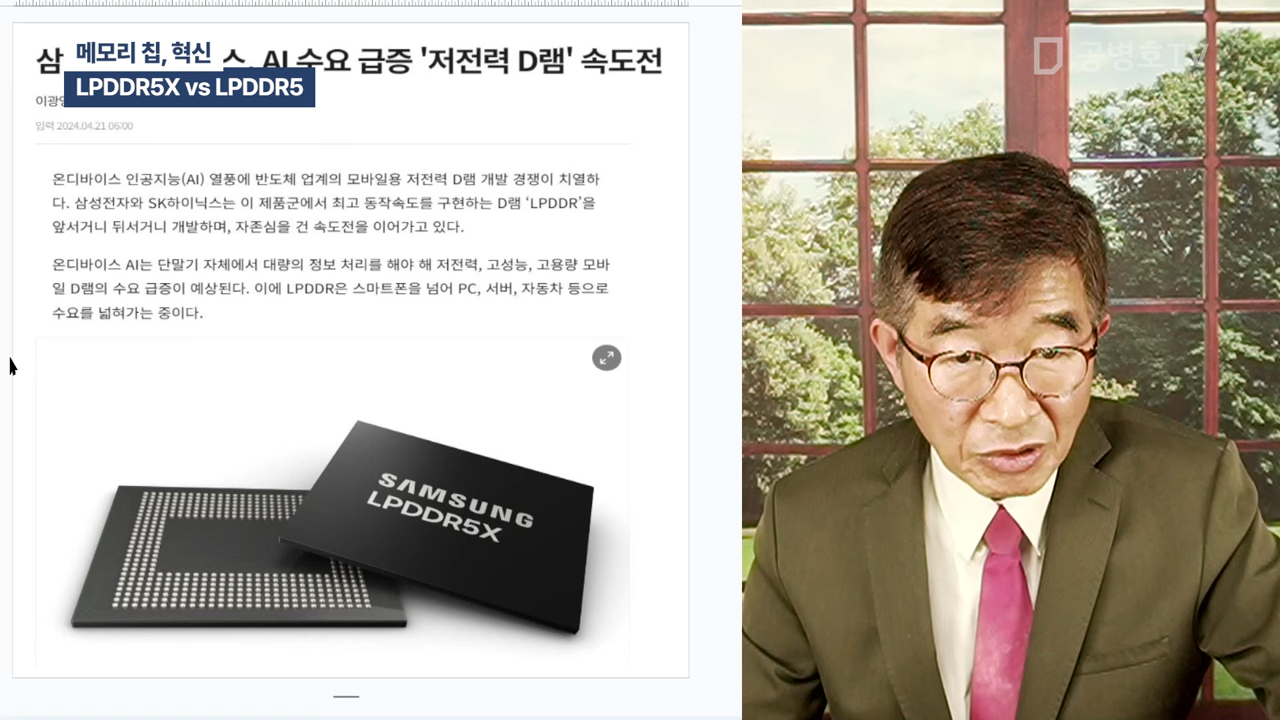 메모리 칩, 혁신
LPDDR5X vs LPDDR5
삼 스, AI 수요 급증 '저전력 D램' 속도전
공병호TV
이광영
입력 2024.04.21 06:00
온디바이스 인공지능(AI) 열풍에 반도체 업계의 모바일용 저전력 D램 개발 경쟁이 치열하
다. 삼성전자와 SK하이닉스는 이 제품군에서 최고 동작속도를 구현하는 D램 ‘LPDDR’을
앞서거니 뒤서거니 개발하며, 자존심을 건 속도전을 이어가고 있다.
온디바이스 AI는 단말기 자체에서 대량의 정보 처리를 해야 해 저전력, 고성능, 고용량 모바
일 D램의 수요 급증이 예상된다. 이에 LPDDR은 스마트폰을 넘어 PC, 서버, 자동차 등으로
수요를 넓혀가는 중이다.
SAMSUNG
LPDDR5X